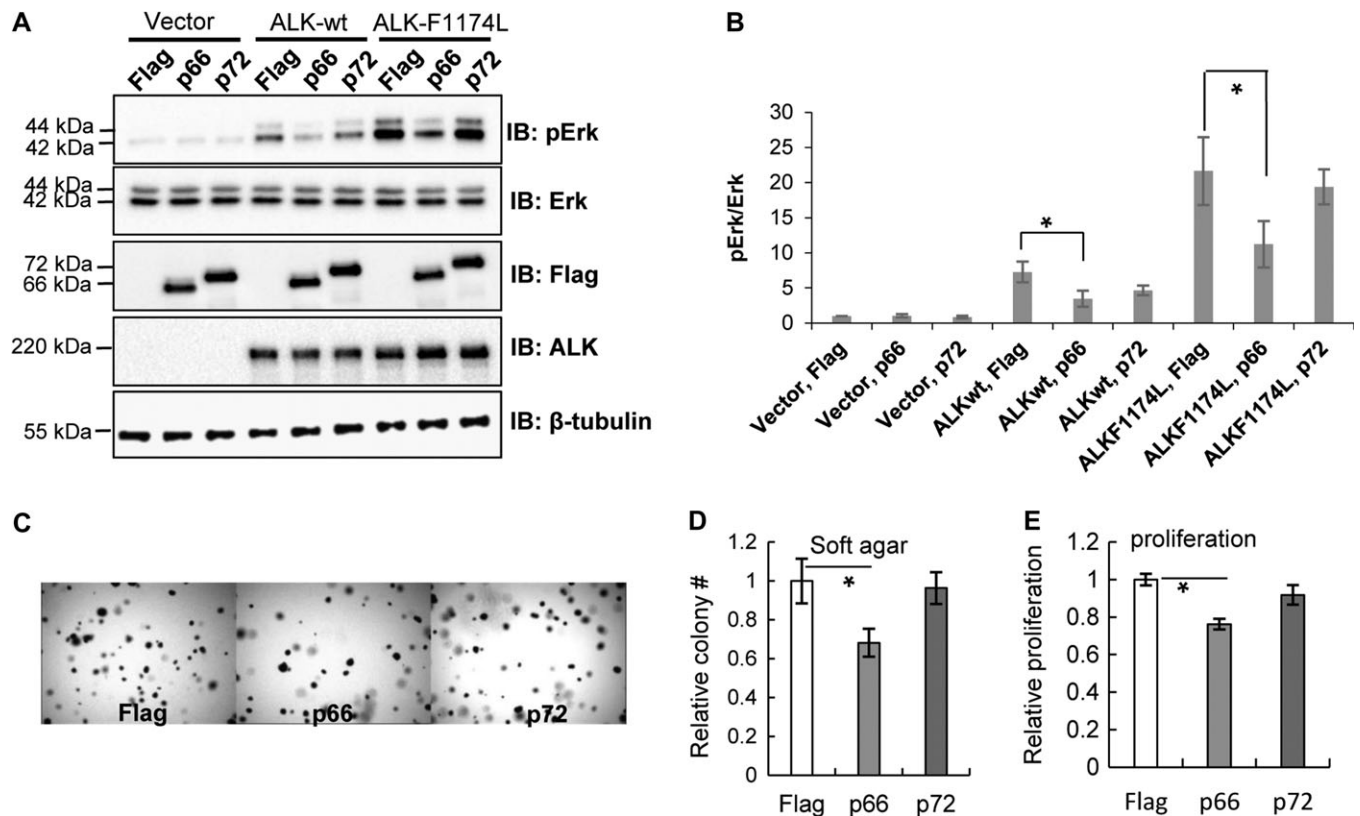 A
Vector ALK-wt ALK-F1174L
Flag p66 p72 Flag p66 p72 Flag p66 p72
44 kDa
42 kDa
IB: pErk
44 kDa
42 kDa
IB: Erk
72 kDa
66 kDa
IB: Flag
220 kDa
IB: ALK
55 kDa
IB: β-tubulin
B
pErk/Erk
30
25
20
15
10
5
0
*
*
Vector, Flag
Vector, p66
Vector, p72
ALKwt, Flag
ALKwt, p66
ALKwt, p72
ALKF1174L, Flag
ALKF1174L, p66
ALKF1174L, p72
C
Flag p66 p72
D
Soft agar
*
Relative colony #
1.2
1
0.8
0.6
0.4
0.2
0
Flag p66 p72
E
proliferation
*
Relative proliferation
1.2
1
0.8
0.6
0.4
0.2
0
Flag p66 p72